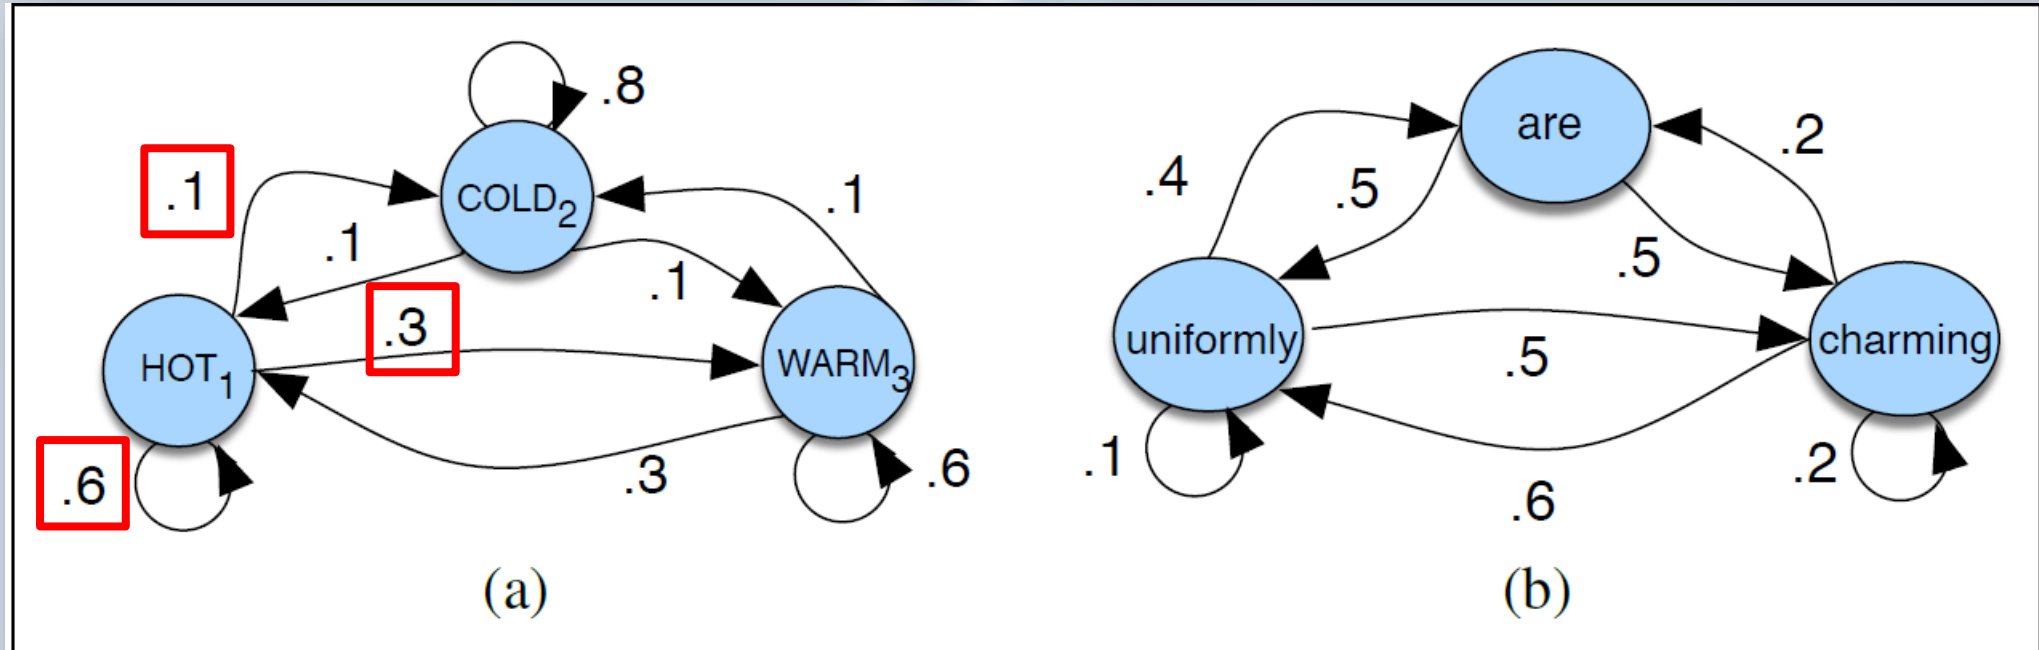 .8
.1
COLD₂
.1
.1
.1
.3
HOT₁
WARM₃
.6
.3
.6
(a)
are
.2
.4
.5
.5
uniformly
.5
charming
.1
.2
.6
(b)